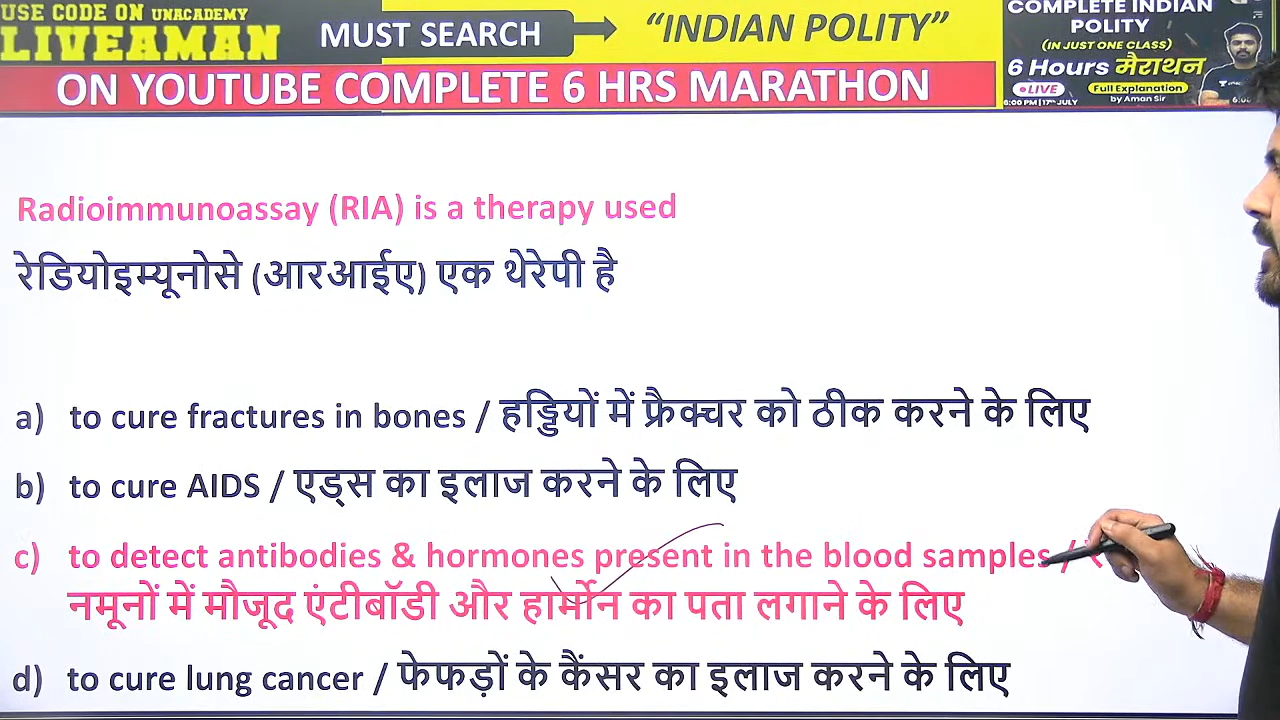 USE CODE ON UNACADEMY
LIVEAMAN
MUST SEARCH
“INDIAN POLITY”
ON YOUTUBE COMPLETE 6 HRS MARATHON
COMPLETE INDIAN
POLITY
(IN JUST ONE CLASS)
6 Hours मैराथन
LIVE
Full Explanation
6:00 PM | 17th JULY
by Aman Sir
Radioimmunoassay (RIA) is a therapy used
रेडियोइम्यूनोसे (आरआईए) एक थेरेपी है
a) to cure fractures in bones / हड्डियों में फ्रैक्चर को ठीक करने के लिए
b) to cure AIDS / एड्स का इलाज करने के लिए
c) to detect antibodies & hormones present in the blood samples /
नमूनों में मौजूद एंटीबॉडी और हार्मोन का पता लगाने के लिए
d) to cure lung cancer / फेफड़ों के कैंसर का इलाज करने के लिए